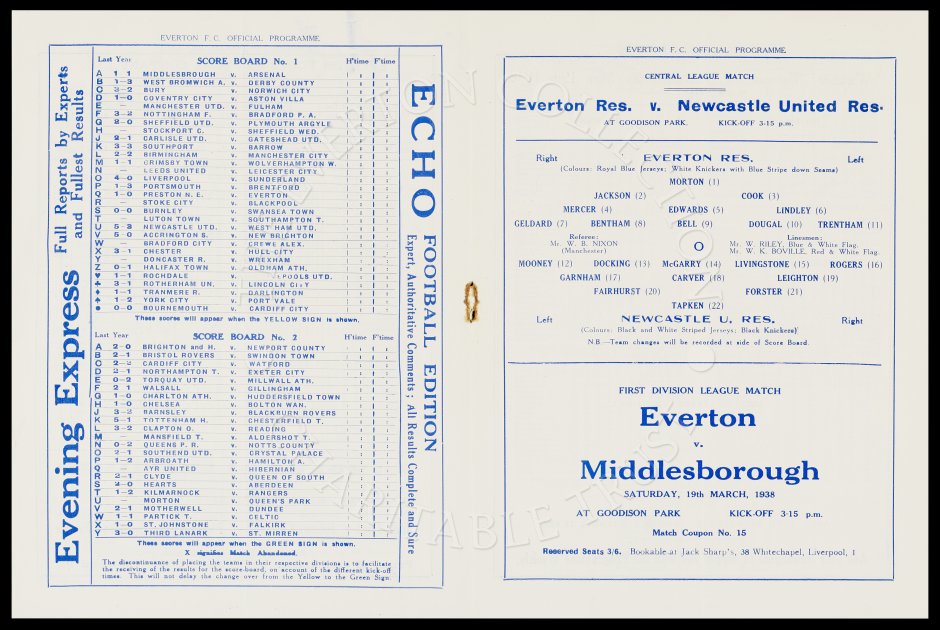 EVERTON F.C. OFFICIAL PROGRAMME
Evening Express
Full Reports by Experts
and Fullest Results
Last Year SCORE BOARD No. 1 H'time F'time
A 1 1 MIDDLESBROUGH v. ARSENAL
B 1–3 WEST BROMWICH A. v. DERBY COUNTY
C 3–2 BURY v. NORWICH CITY
D 1–0 COVENTRY CITY v. ASTON VILLA
E — MANCHESTER UTD. v. FULHAM
F 3–2 NOTTINGHAM F. v. BRADFORD P. A.
G 2–0 SHEFFIELD UTD. v. PLYMOUTH ARGYLE
H — STOCKPORT C. v. SHEFFIELD WED.
J 2–1 CARLISLE UTD. v. GATESHEAD UTD.
K 3–3 SOUTHPORT v. BARROW
L 2–2 BIRMINGHAM v. MANCHESTER CITY
M 1–1 GRIMSBY TOWN v. WOLVERHAMPTON W.
N — LEEDS UNITED v. LEICESTER CITY
O 4–0 LIVERPOOL v. SUNDERLAND
P 1–3 PORTSMOUTH v. BRENTFORD
Q 1–0 PRESTON N. E. v. EVERTON
R — STOKE CITY v. BLACKPOOL
S 0–0 BURNLEY v. SWANSEA TOWN
T — LUTON TOWN v. SOUTHAMPTON T.
U 5–3 NEWCASTLE UTD. v. WEST HAM UTD.
V 5–0 ACCRINGTON S. v. NEW BRIGHTON
W — BRADFORD CITY v. CREWE ALEX.
X 3–1 CHESTER v. HULL CITY
Y — DONCASTER R. v. WREXHAM
Z 0–1 HALIFAX TOWN v. OLDHAM ATH.
♥ 1–1 ROCHDALE v. POOLS UTD.
♣ 3–1 ROTHERHAM UN. v. LINCOLN CITY
♦ 1–1 TRANMERE R. v. DARLINGTON
♠ 1–2 YORK CITY v. PORT VALE
● 0–0 BOURNEMOUTH v. CARDIFF CITY
These scores will appear when the YELLOW SIGN is shown.
Last Year SCORE BOARD No. 2 H'time F'time
A 2–0 BRIGHTON and H. v. NEWPORT COUNTY
B 2–1 BRISTOL ROVERS v. SWINDON TOWN
C 2–2 CARDIFF CITY v. WATFORD
D 2–1 NORTHAMPTON T. v. EXETER CITY
E 0–2 TORQUAY UTD. v. MILLWALL ATH.
F 2 1 WALSALL v. GILLINGHAM
G 1–0 CHARLTON ATH. v. HUDDERSFIELD TOWN
H 1–0 CHELSEA v. BOLTON WAN.
J 3–2 BARNSLEY v. BLACKBURN ROVERS
K 5–1 TOTTENHAM H. v. CHESTERFIELD T.
L 3–2 CLAPTON O. v. READING
M — MANSFIELD T. v. ALDERSHOT T.
N 0–2 QUEENS P. R. v. NOTTS COUNTY
O 2–1 SOUTHEND UTD. v. CRYSTAL PALACE
P 1–2 ARBROATH v. HAMILTON A.
Q — AYR UNITED v. HIBERNIAN
R 2–1 CLYDE v. QUEEN OF SOUTH
S 2–0 HEARTS v. ABERDEEN
T 1–2 KILMARNOCK v. RANGERS
U — MORTON v. QUEEN'S PARK
V 2–1 MOTHERWELL v. DUNDEE
W 1–1 PARTICK T. v. CELTIC
X 1–0 ST. JOHNSTONE v. FALKIRK
Y 3–0 THIRD LANARK v. ST. MIRREN
These scores will appear when the GREEN SIGN is shown.
X signifies Match Abandoned.
The discontinuance of placing the teams in their respective divisions is to facilitate
the receiving of the results for the score-board, on account of the different kick-off
times. This will not delay the change over from the Yellow to the Green Sign
ECHO FOOTBALL EDITION
Expert, Authoritative Comments; All Results Complete and Sure
EVERTON F.C. OFFICIAL PROGRAMME
CENTRAL LEAGUE MATCH
Everton Res. v. Newcastle United Res.
AT GOODISON PARK. KICK-OFF 3-15 p.m.
Right EVERTON RES. Left
(Colours: Royal Blue Jerseys; White Knickers with Blue Stripe down Seams)
MORTON (1)
JACKSON (2) COOK (3)
MERCER (4) EDWARDS (5) LINDLEY (6)
GELDARD (7) BENTHAM (8) BELL (9) DOUGAL (10) TRENTHAM (11)
Referee: Linesmen:
Mr. W. B. NIXON O Mr. W. RILEY, Blue & White Flag.
(Manchester) Mr. W. K. BOVILLE, Red & White Flag.
MOONEY (12) DOCKING (13) McGARRY (14) LIVINGSTONE (15) ROGERS (16)
GARNHAM (17) CARVER (18) LEIGHTON (19)
FAIRHURST (20) FORSTER (21)
TAPKEN (22)
Left NEWCASTLE U. RES. Right
(Colours: Black and White Striped Jerseys; Black Knickers)
N.B.—Team changes will be recorded at side of Score Board.
FIRST DIVISION LEAGUE MATCH
Everton
v.
Middlesborough
SATURDAY, 19th MARCH, 1938
AT GOODISON PARK KICK-OFF 3-15 p.m.
Match Coupon No. 15
Reserved Seats 3/6. Bookable at Jack Sharp's, 38 Whitechapel, Liverpool, 1
EVERTON COLLECTION
CHARITABLE TRUST